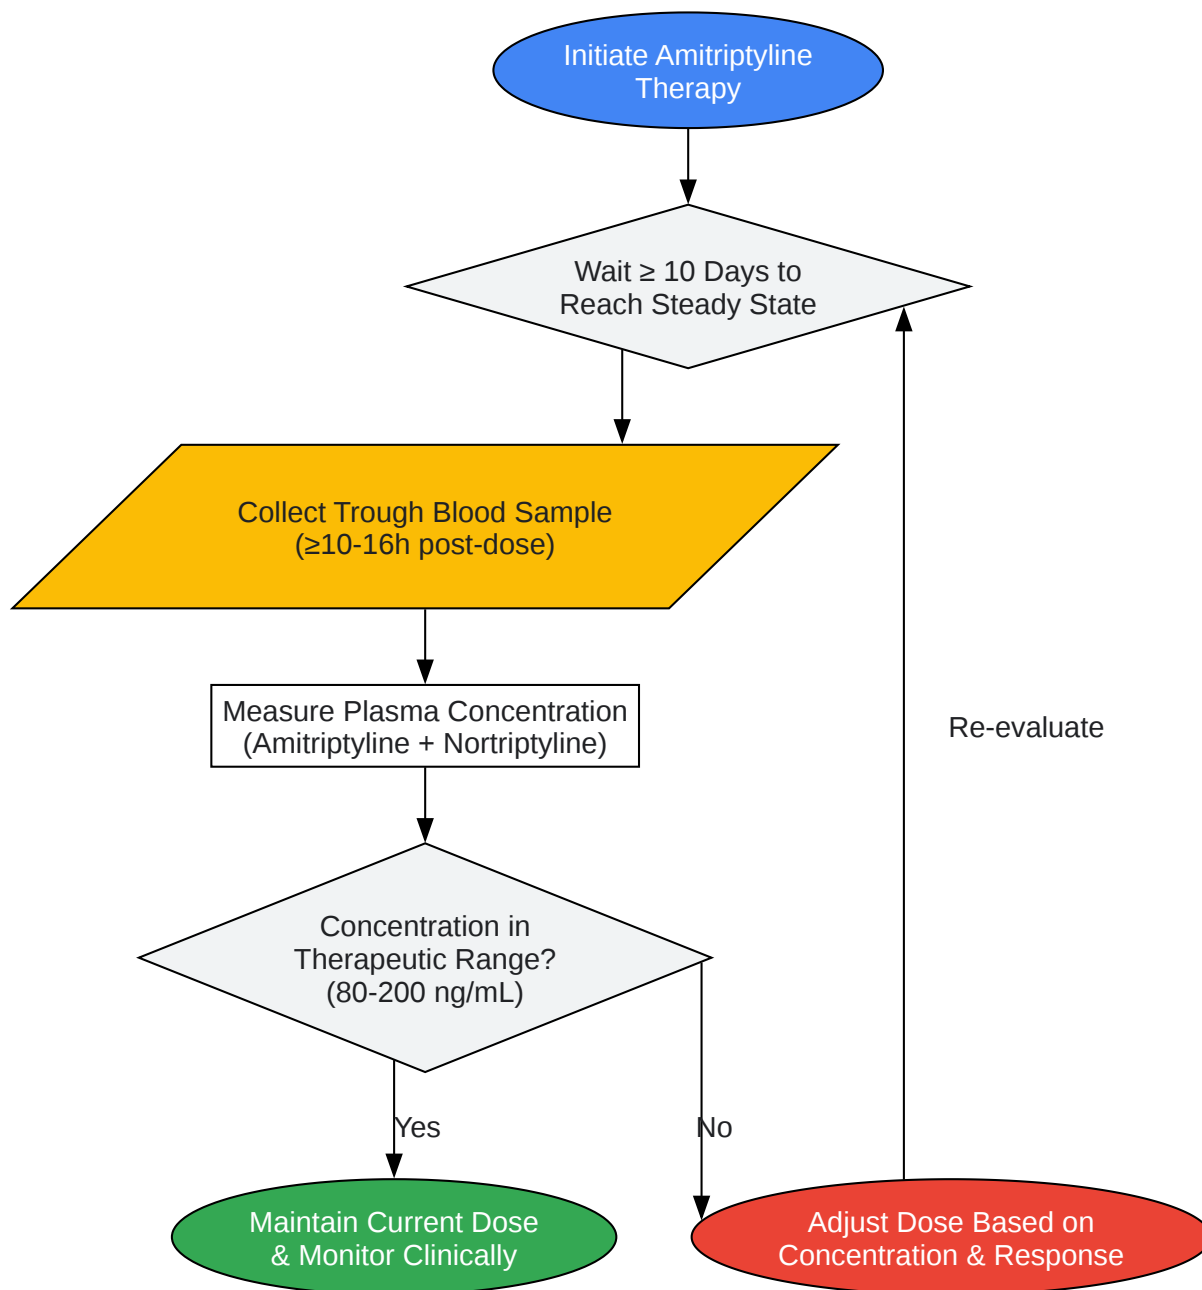 Initiate Amitriptyline
Therapy
Wait ≥ 10 Days to
Reach Steady State
Collect Trough Blood Sample
(≥10-16h post-dose)
Measure Plasma Concentration
(Amitriptyline + Nortriptyline)
Re-evaluate
Concentration in
Therapeutic Range?
(80-200 ng/mL)
Yes
No
Maintain Current Dose
& Monitor Clinically
Adjust Dose Based on
Concentration & Response